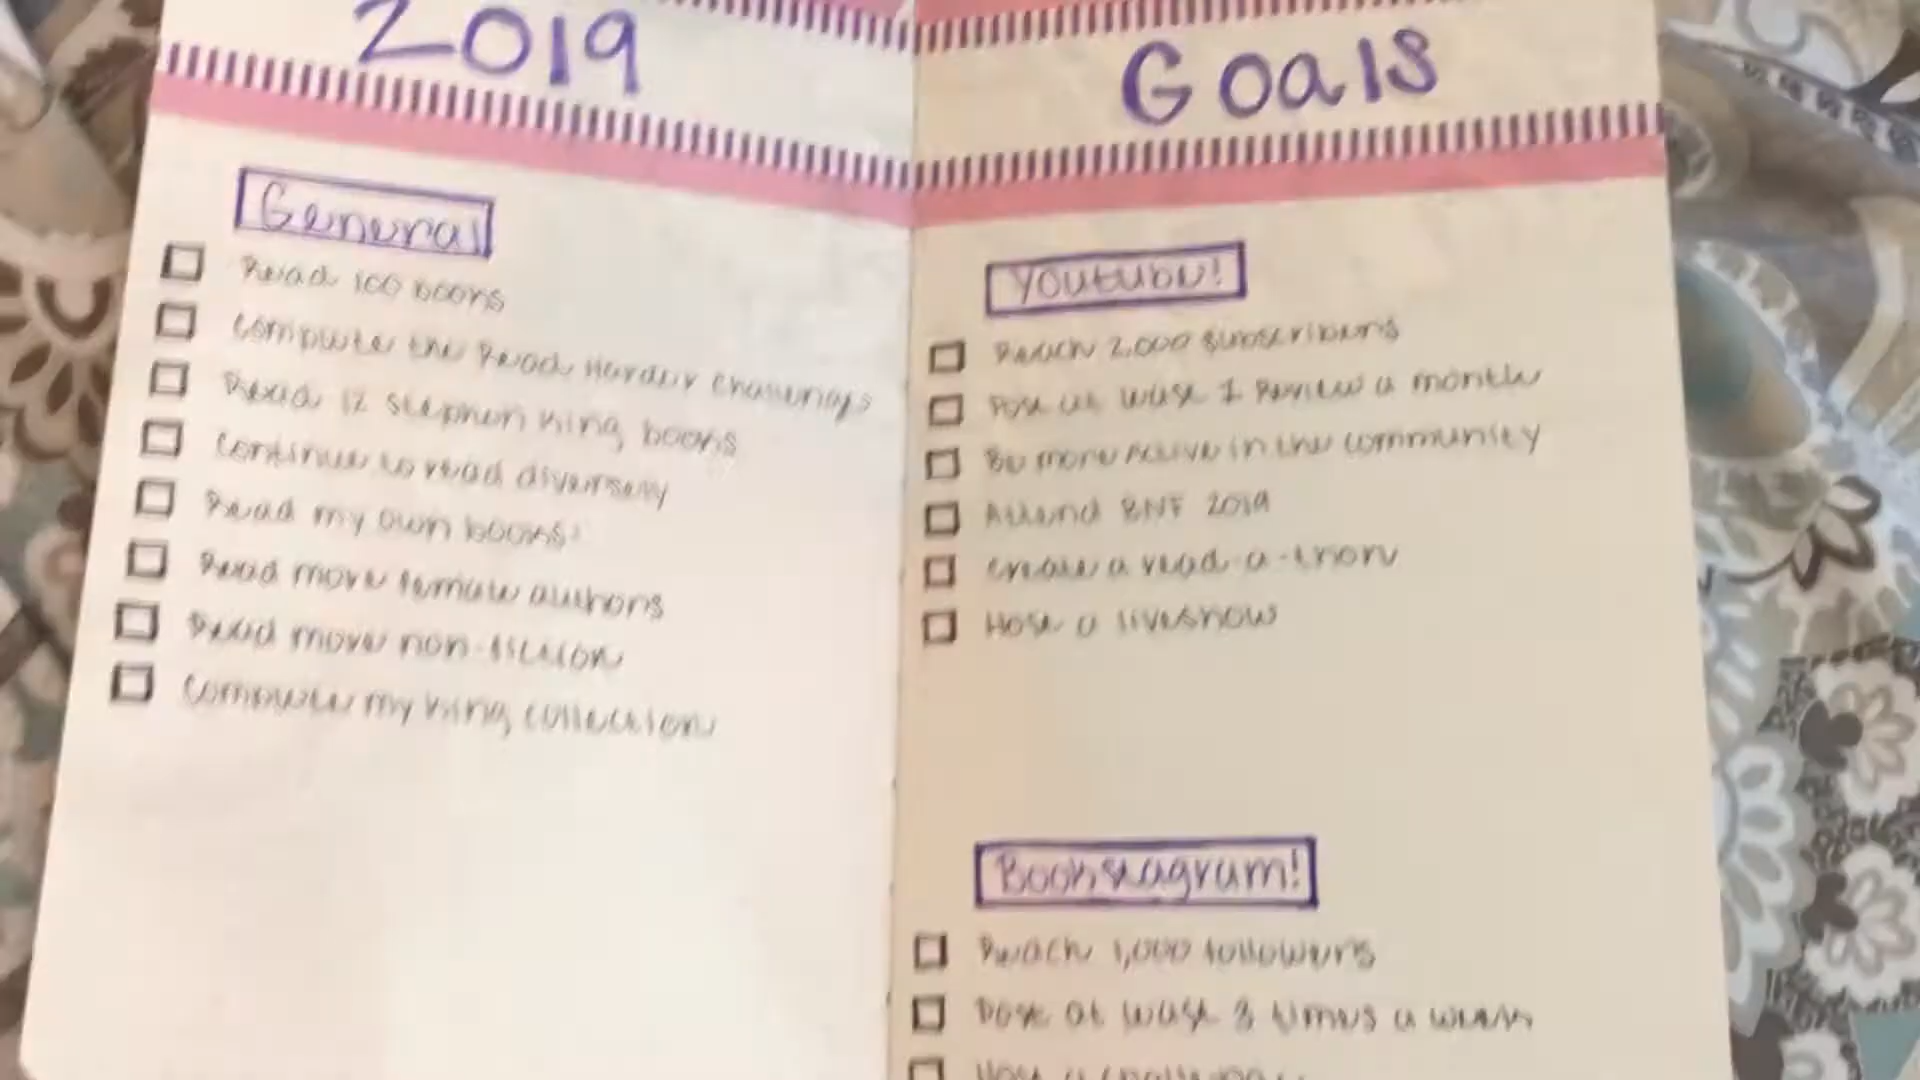 2019
Goals
General
Read 100 books
Complete the Read Harder challenge
Read 12 Stephen King books
Continue to read diversely
Read my own books!
Read more female authors
Read more non-fiction
Complete my King collection
Youtube!
Reach 2,000 subscribers
Post at least 1 Review a month
Be more Active in the community
Attend BNF 2019
Create a read-a-thon
Host a liveshow
Bookstagram!
Reach 1,000 followers
Post at least 3 times a week
Host a challenge